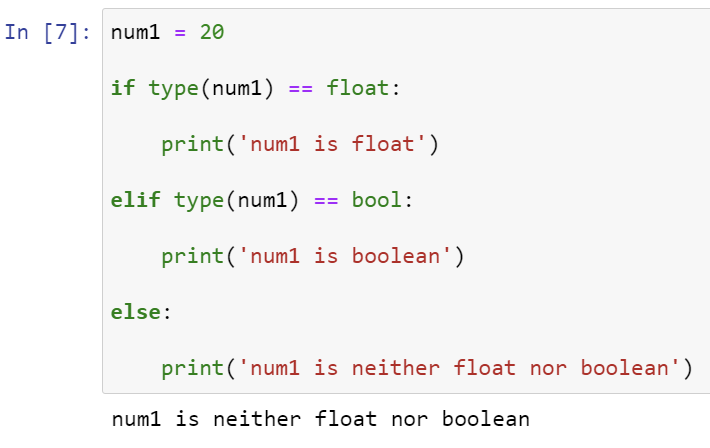 In [7]: num1 = 20
if type(num1) == float:
print('num1 is float')
elif type(num1) == bool:
print('num1 is boolean')
else:
print('num1 is neither float nor boolean')
num1 is neither float nor boolean